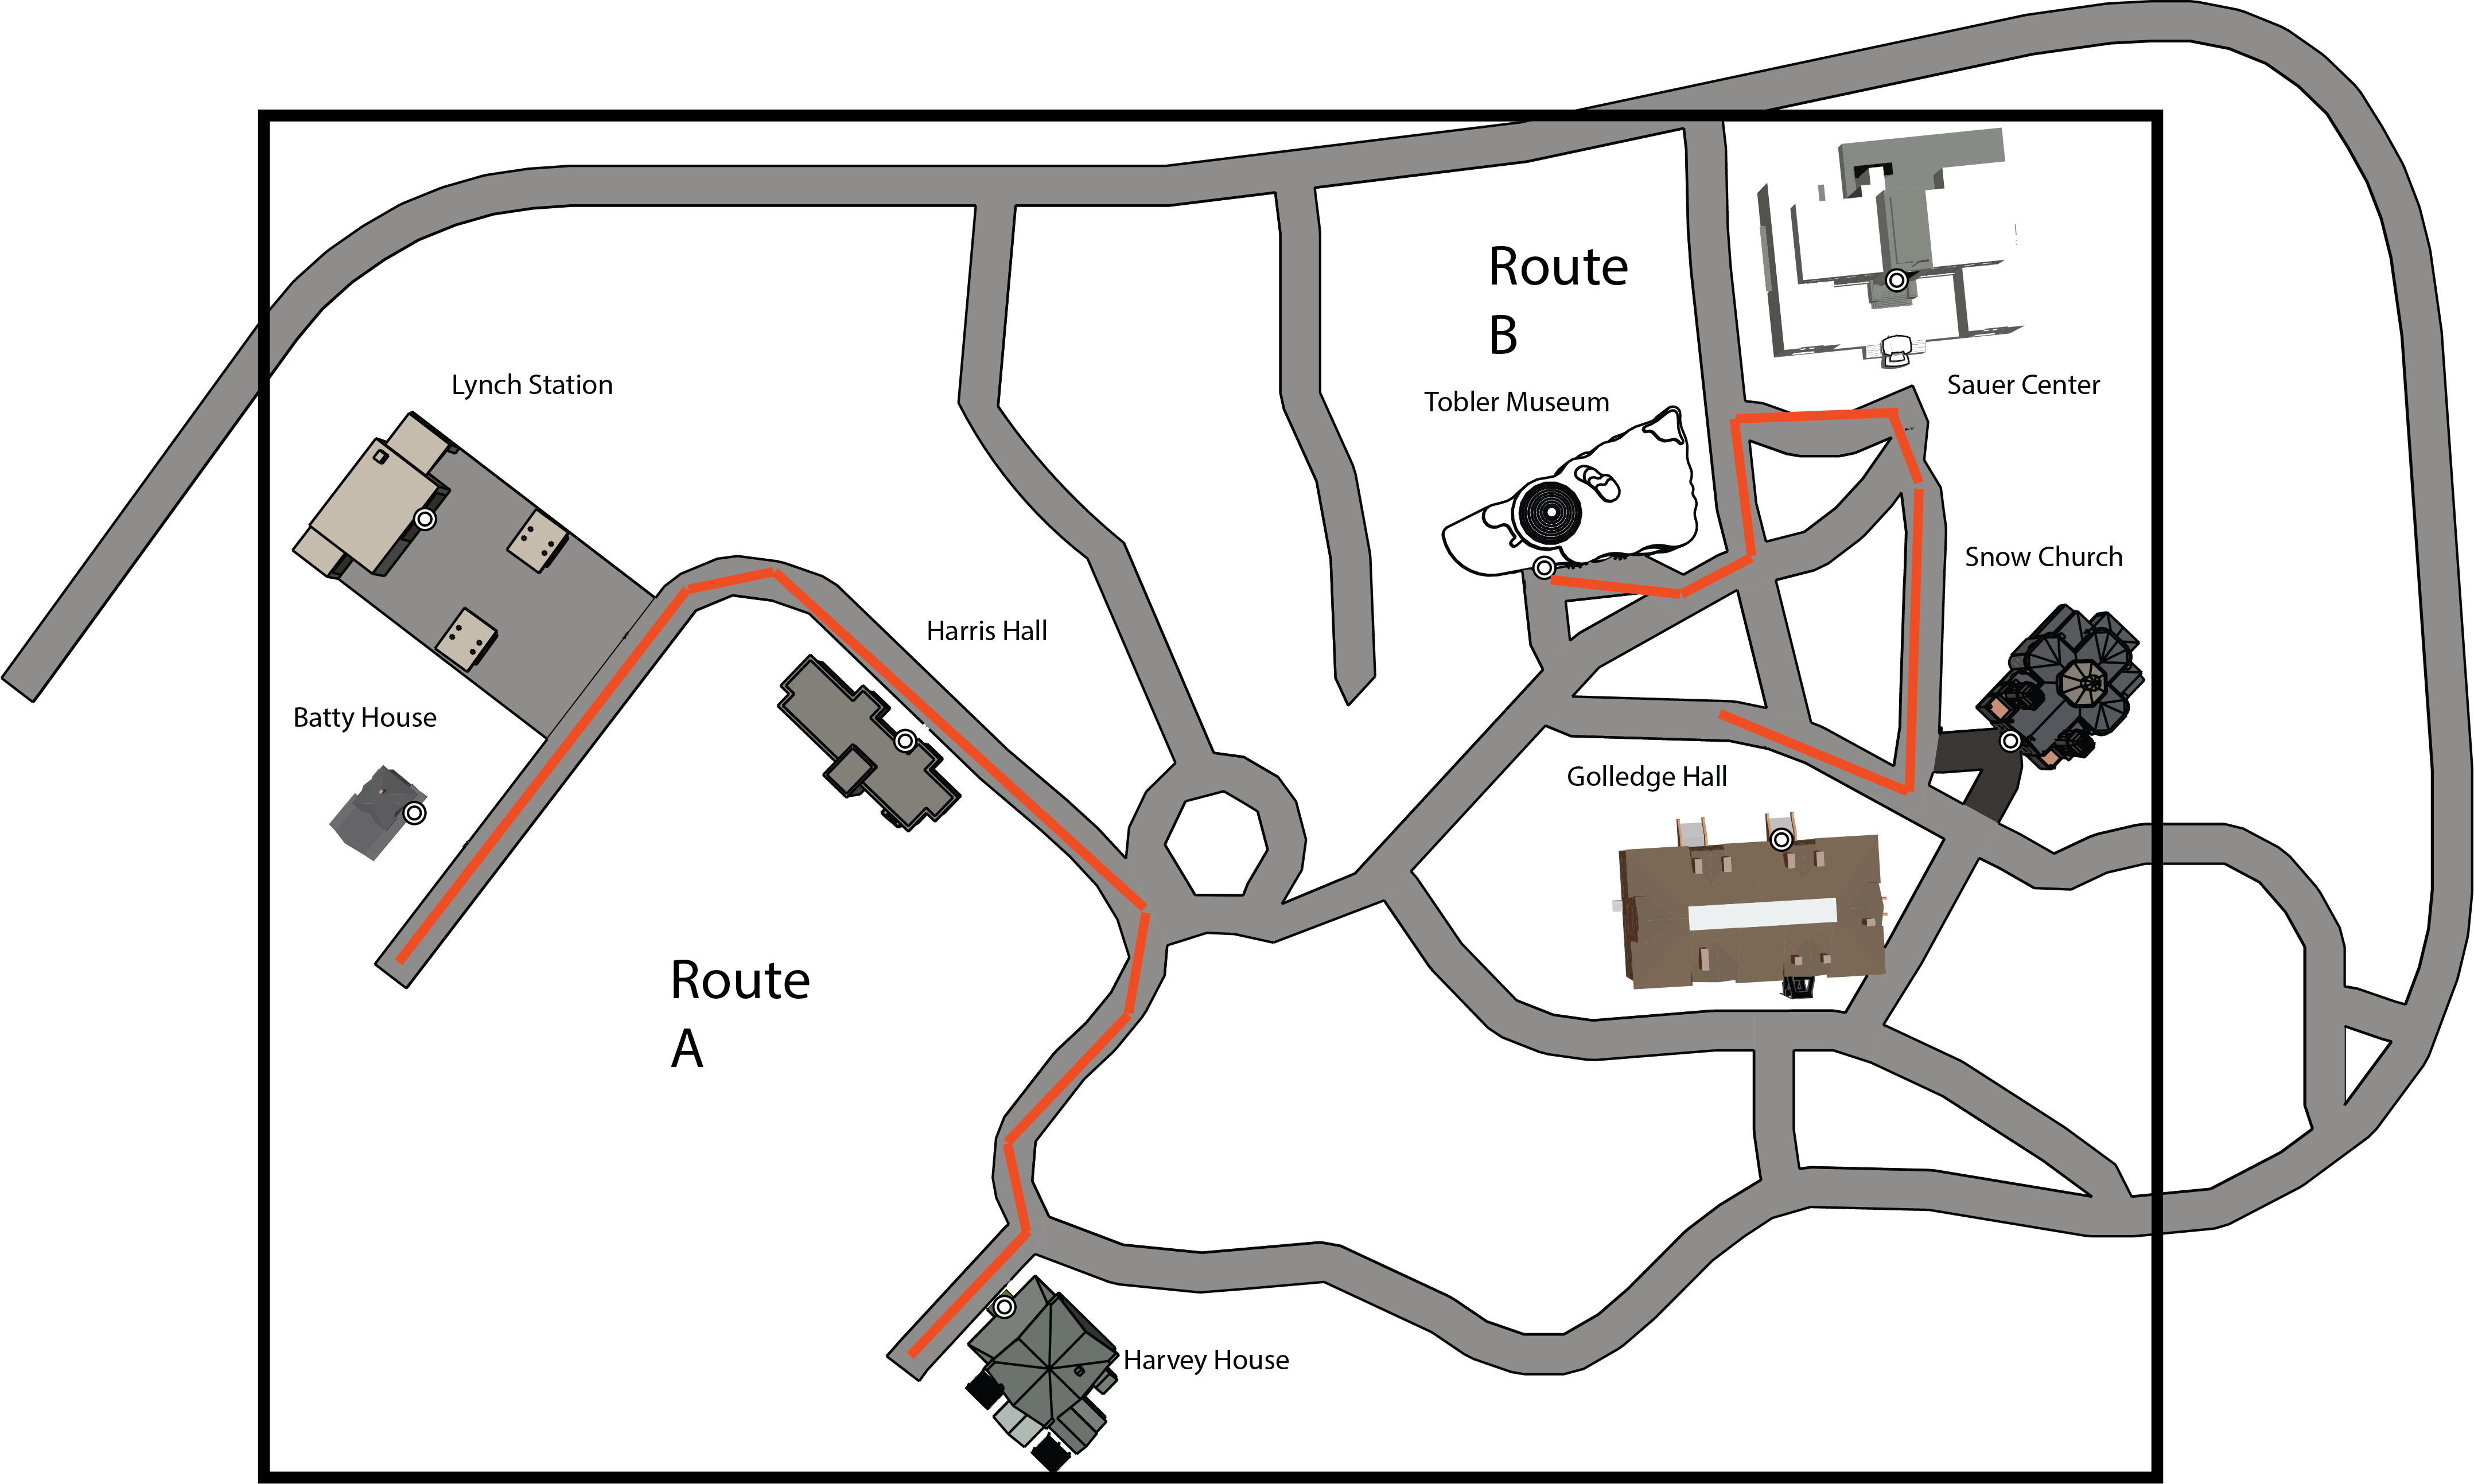 Route
B
Lynch Station
Tobler Museum
Sauer Center
Snow Church
Harris Hall
Batty House
Golledge Hall
Route
A
Harvey House